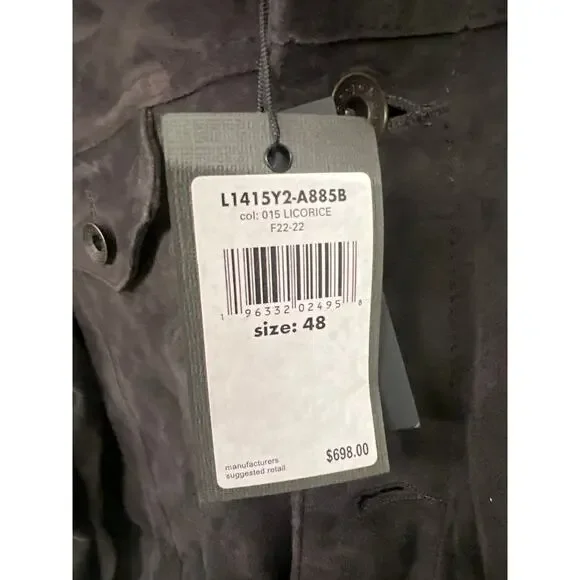 L1415Y2-A885B
col: 015 LICORICE
F22-22
1 96332 02495 8
size: 48
$698.00
manufacturers
suggested retail